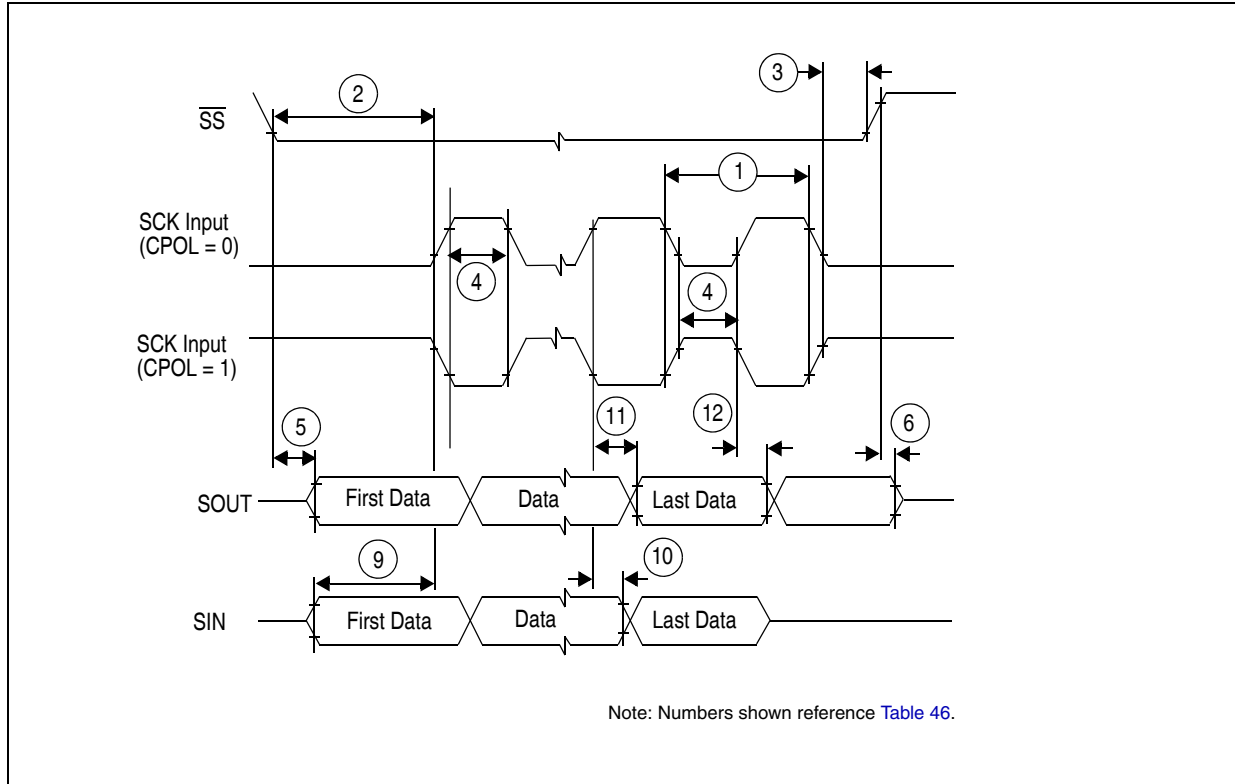 3
2
SS
1
SCK Input
(CPOL = 0)
4
4
SCK Input
(CPOL = 1)
11
12
5
6
SOUT
First Data
Data
Last Data
9
10
SIN
First Data
Data
Last Data
Note: Numbers shown reference Table 46.